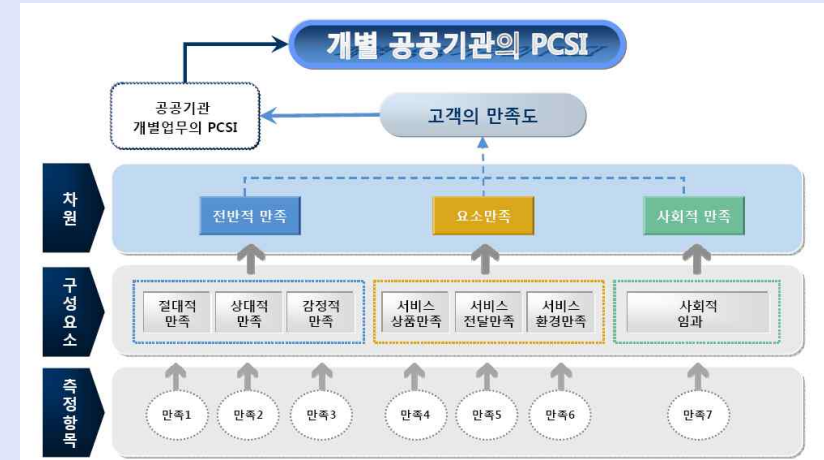 개별 공공기관의 PCSI
공공기관
개별업무의 PCSI
고객의 만족도
차원
전반적 만족
요소만족
사회적 만족
구성요소
절대적
만족
상대적
만족
감정적
만족
서비스
상품만족
서비스
전달만족
서비스
환경만족
사회적
임과
측정항목
만족1
만족2
만족3
만족4
만족5
만족6
만족7